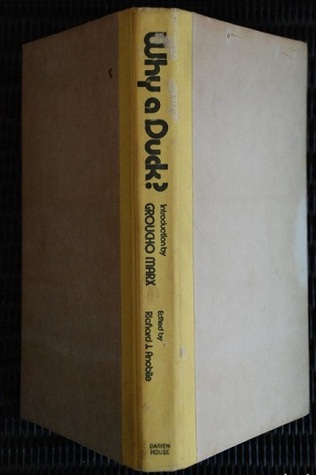 Why a Duck?
Introduction by
GROUCHO MARX
Edited by
Richard J. Anobile
DARIEN
HOUSE